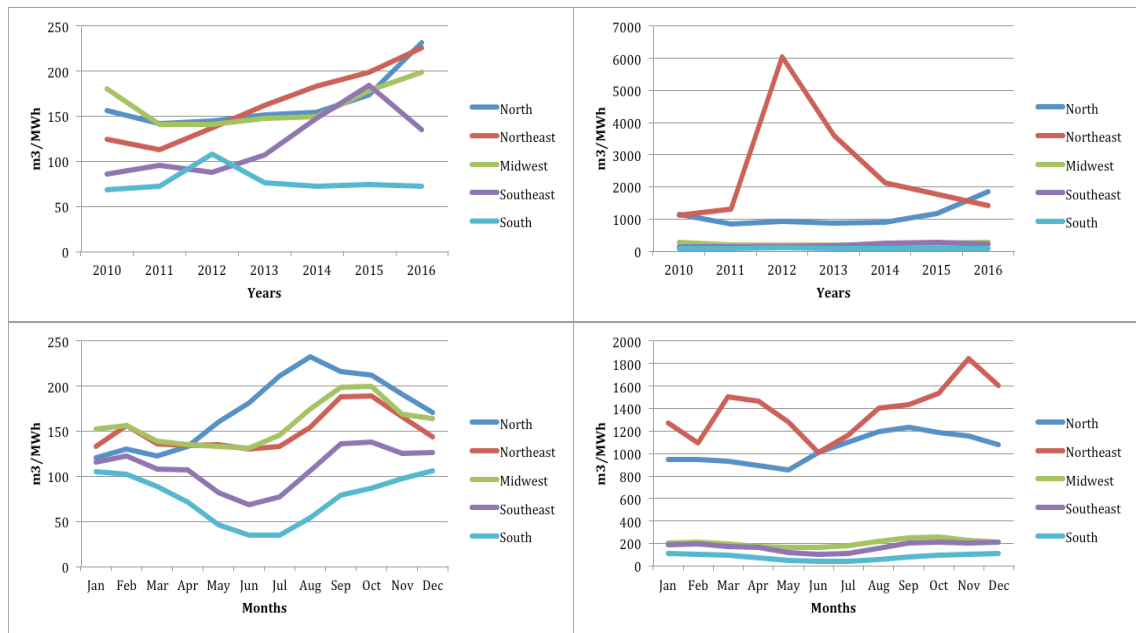 250
200
150
100
50
0
m3/MWh
2010 2011 2012 2013 2014 2015 2016
Years
North
Northeast
Midwest
Southeast
South
7000
6000
5000
4000
3000
2000
1000
0
m3/MWh
2010 2011 2012 2013 2014 2015 2016
Years
North
Northeast
Midwest
Southeast
South
250
200
150
100
50
0
m3/MWh
Jan Feb Mar Apr May Jun Jul Aug Sep Oct Nov Dec
Months
North
Northeast
Midwest
Southeast
South
2000
1800
1600
1400
1200
1000
800
600
400
200
0
m3/MWh
Jan Feb Mar Apr May Jun Jul Aug Sep Oct Nov Dec
Months
North
Northeast
Midwest
Southeast
South